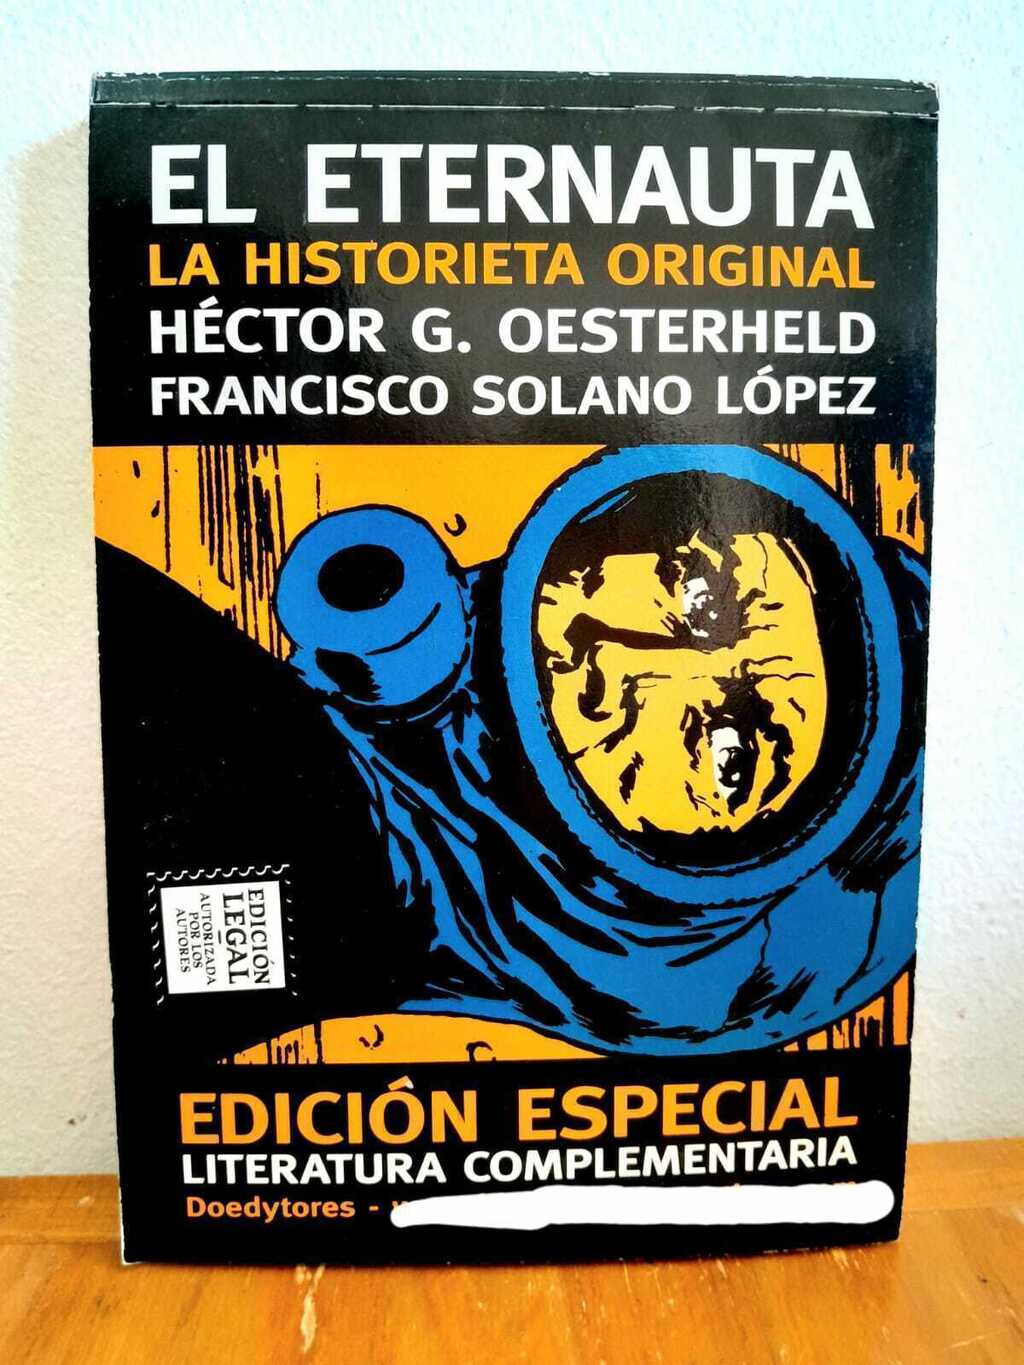 EL ETERNAUTA
LA HISTORIETA ORIGINAL
HÉCTOR G. OESTERHELD
FRANCISCO SOLANO LÓPEZ
EDICIÓN
LEGAL
AUTORIZADA
POR LOS
AUTORES
EDICIÓN ESPECIAL
LITERATURA COMPLEMENTARIA
Doedytores -